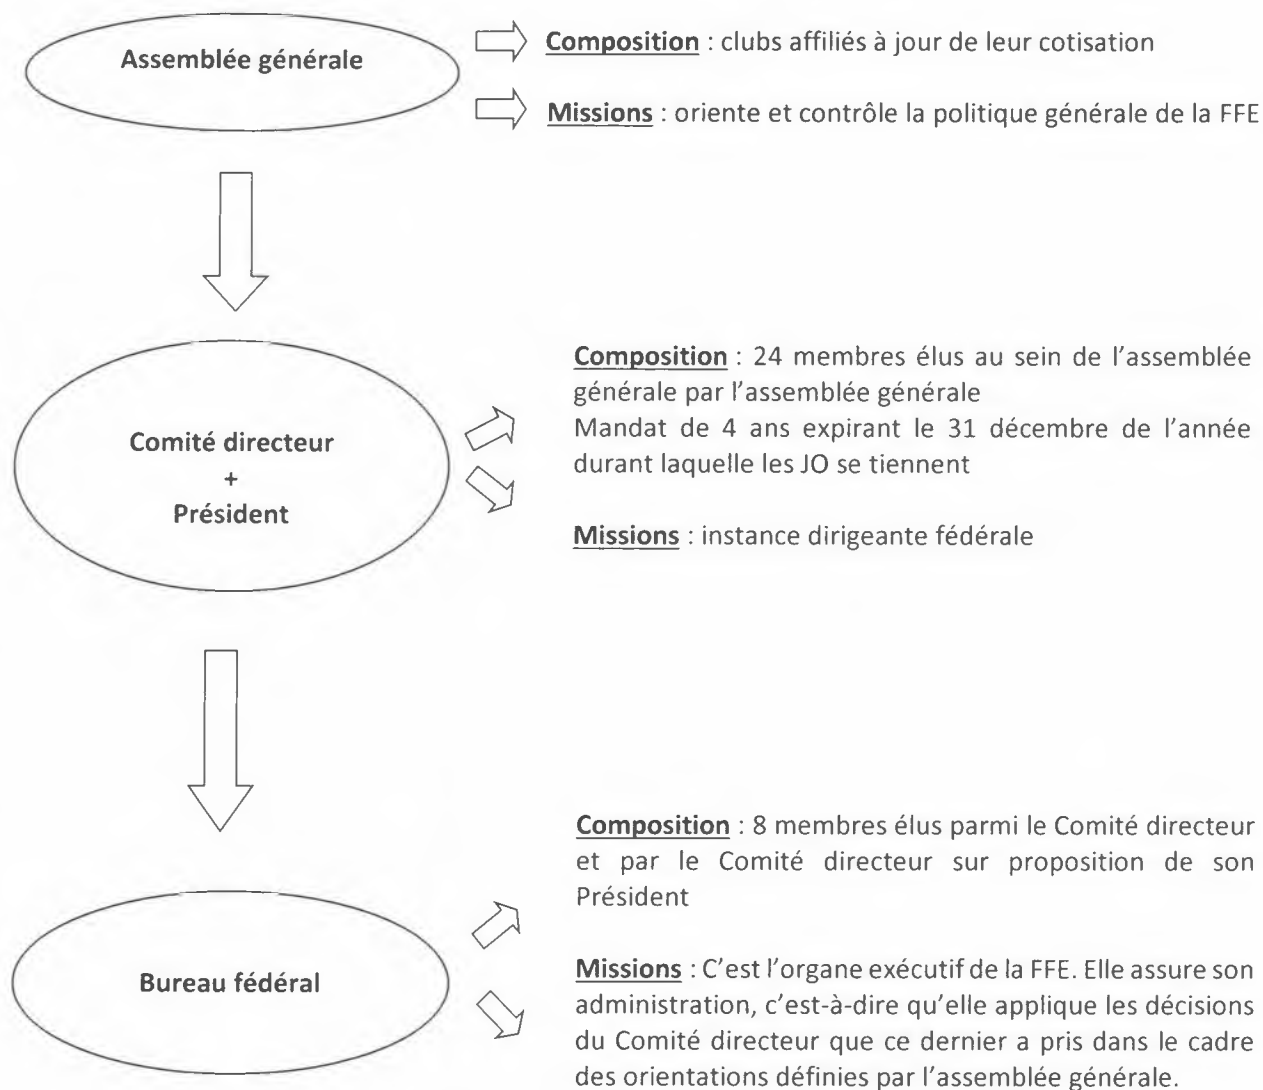 Assemblée générale
Composition : clubs affiliés à jour de leur cotisation
Missions : oriente et contrôle la politique générale de la FFE
Comité directeur
+
Président
Composition : 24 membres élus au sein de l'assemblée
générale par l'assemblée générale
Mandat de 4 ans expirant le 31 décembre de l'année
durant laquelle les JO se tiennent
Missions : instance dirigeante fédérale
Bureau fédéral
Composition : 8 membres élus parmi le Comité directeur
et par le Comité directeur sur proposition de son
Président
Missions : C'est l'organe exécutif de la FFE. Elle assure son
administration, c'est-à-dire qu'elle applique les décisions
du Comité directeur que ce dernier a pris dans le cadre
des orientations définies par l'assemblée générale.